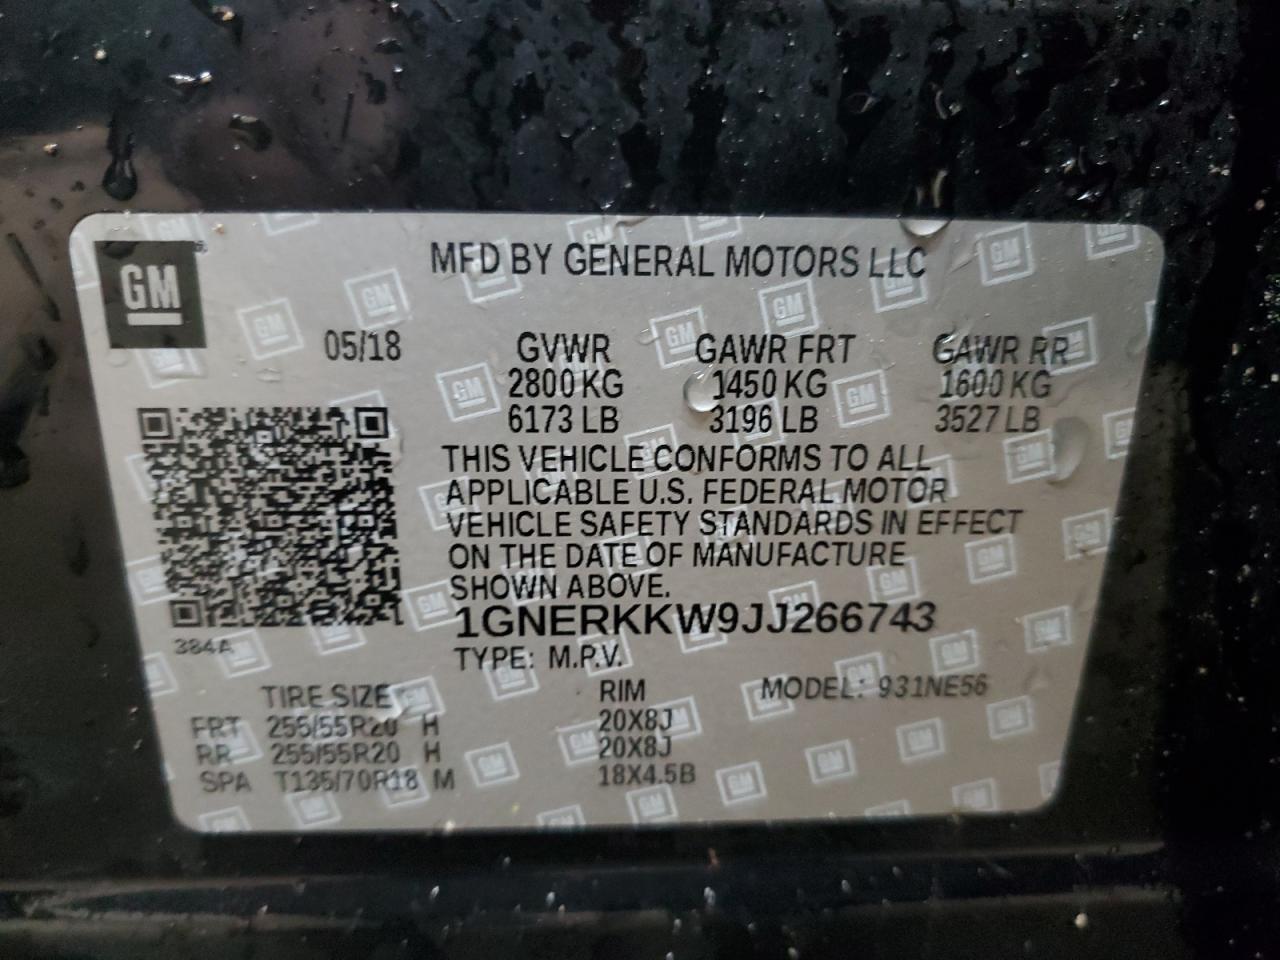 GM
MFD BY GENERAL MOTORS LLC
05/18 GVWR GAWR FRT GAWR RR
2800 KG 1450 KG 1600 KG
6173 LB 3196 LB 3527 LB
THIS VEHICLE CONFORMS TO ALL
APPLICABLE U.S. FEDERAL MOTOR
VEHICLE SAFETY STANDARDS IN EFFECT
ON THE DATE OF MANUFACTURE
SHOWN ABOVE.
1GNERKKW9JJ266743
384A
TYPE: M.P.V.
TIRE SIZE RIM MODEL: 931NE56
FRT 255/55R20 H 20X8J
RR 255/55R20 H 20X8J
SPA T135/70R18 M 18X4.5B